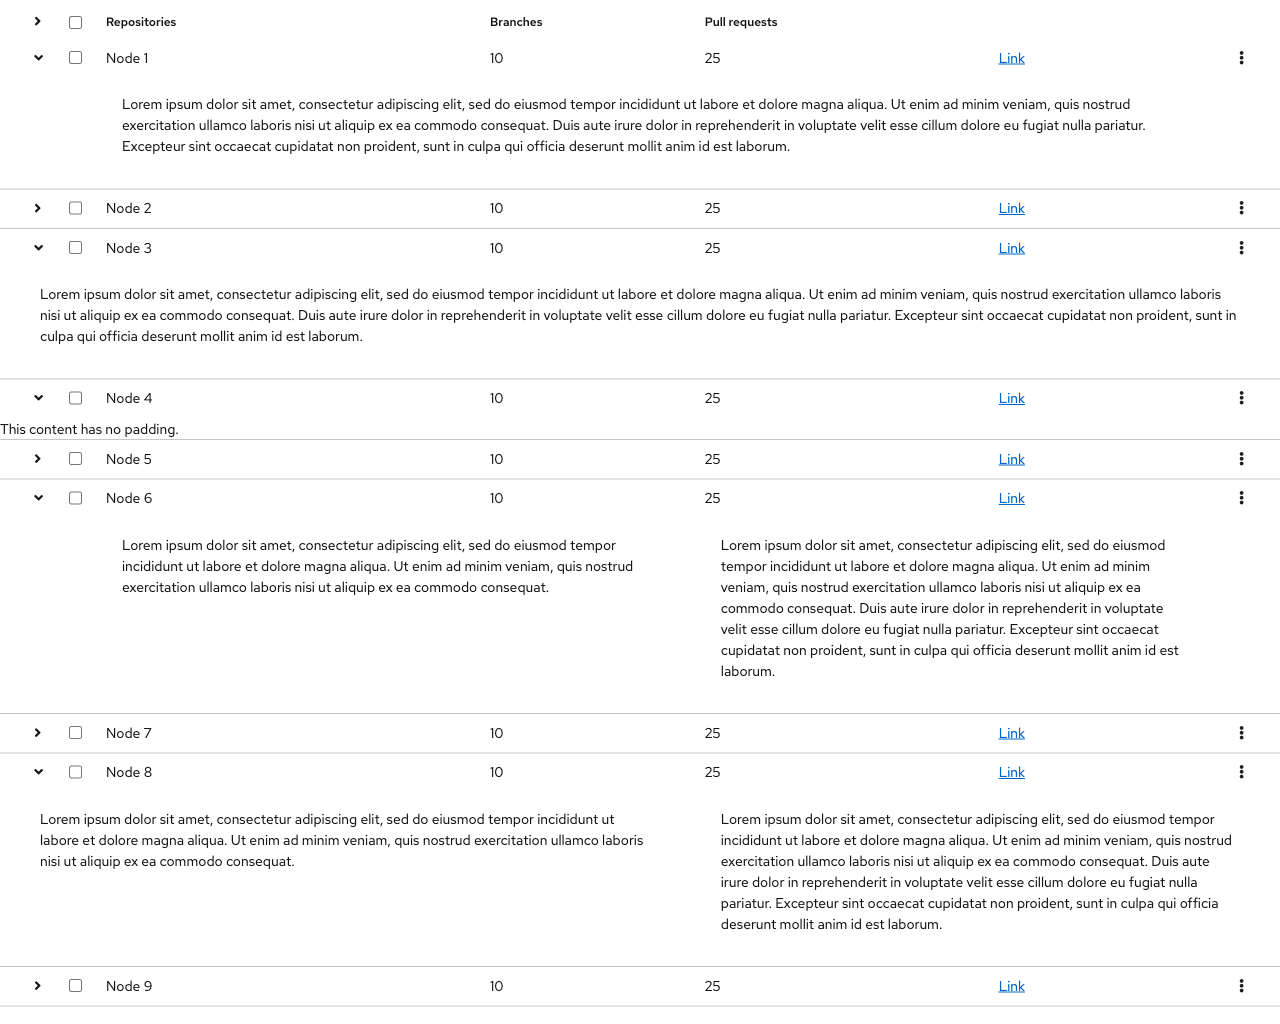 Repositories Branches Pull requests
Node 1 10 25 Link
Lorem ipsum dolor sit amet, consectetur adipiscing elit, sed do eiusmod tempor incididunt ut labore et dolore magna aliqua. Ut enim ad minim veniam, quis nostrud
exercitation ullamco laboris nisi ut aliquip ex ea commodo consequat. Duis aute irure dolor in reprehenderit in voluptate velit esse cillum dolore eu fugiat nulla pariatur.
Excepteur sint occaecat cupidatat non proident, sunt in culpa qui officia deserunt mollit anim id est laborum.
Node 2 10 25 Link
Node 3 10 25 Link
Lorem ipsum dolor sit amet, consectetur adipiscing elit, sed do eiusmod tempor incididunt ut labore et dolore magna aliqua. Ut enim ad minim veniam, quis nostrud exercitation ullamco laboris
nisi ut aliquip ex ea commodo consequat. Duis aute irure dolor in reprehenderit in voluptate velit esse cillum dolore eu fugiat nulla pariatur. Excepteur sint occaecat cupidatat non proident, sunt in
culpa qui officia deserunt mollit anim id est laborum.
Node 4 10 25 Link
This content has no padding.
Node 5 10 25 Link
Node 6 10 25 Link
Lorem ipsum dolor sit amet, consectetur adipiscing elit, sed do eiusmod tempor
incididunt ut labore et dolore magna aliqua. Ut enim ad minim veniam, quis nostrud
exercitation ullamco laboris nisi ut aliquip ex ea commodo consequat.
Lorem ipsum dolor sit amet, consectetur adipiscing elit, sed do eiusmod
tempor incididunt ut labore et dolore magna aliqua. Ut enim ad minim
veniam, quis nostrud exercitation ullamco laboris nisi ut aliquip ex ea
commodo consequat. Duis aute irure dolor in reprehenderit in voluptate
velit esse cillum dolore eu fugiat nulla pariatur. Excepteur sint occaecat
cupidatat non proident, sunt in culpa qui officia deserunt mollit anim id est
laborum.
Node 7 10 25 Link
Node 8 10 25 Link
Lorem ipsum dolor sit amet, consectetur adipiscing elit, sed do eiusmod tempor incididunt ut
labore et dolore magna aliqua. Ut enim ad minim veniam, quis nostrud exercitation ullamco laboris
nisi ut aliquip ex ea commodo consequat.
Lorem ipsum dolor sit amet, consectetur adipiscing elit, sed do eiusmod tempor
incididunt ut labore et dolore magna aliqua. Ut enim ad minim veniam, quis nostrud
exercitation ullamco laboris nisi ut aliquip ex ea commodo consequat. Duis aute
irure dolor in reprehenderit in voluptate velit esse cillum dolore eu fugiat nulla
pariatur. Excepteur sint occaecat cupidatat non proident, sunt in culpa qui officia
deserunt mollit anim id est laborum.
Node 9 10 25 Link